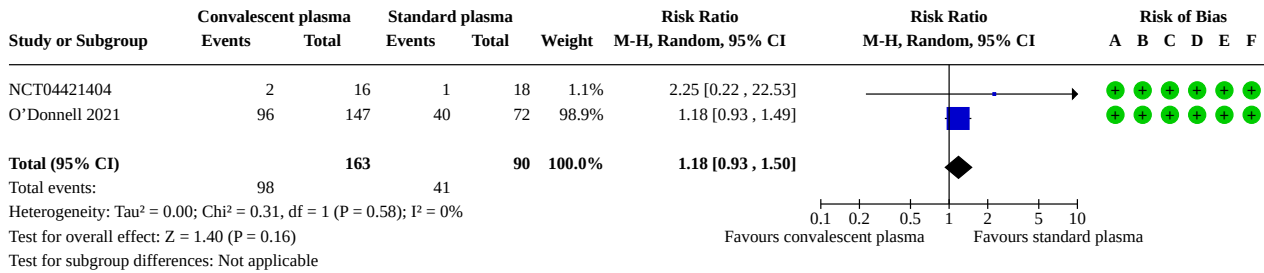 Convalescent plasma Standard plasma Risk Ratio Risk Ratio Risk of Bias
Study or Subgroup Events Total Events Total Weight M-H, Random, 95% CI M-H, Random, 95% CI A B C D E F
NCT04421404 2 16 1 18 1.1% 2.25 [0.22 , 22.53] + + + + + +
O’Donnell 2021 96 147 40 72 98.9% 1.18 [0.93 , 1.49] + + + + + +
Total (95% CI) 163 90 100.0% 1.18 [0.93 , 1.50]
Total events: 98 41
Heterogeneity: Tau² = 0.00; Chi² = 0.31, df = 1 (P = 0.58); I² = 0%
0.1 0.2 0.5 1 2 5 10
Test for overall effect: Z = 1.40 (P = 0.16) Favours convalescent plasma Favours standard plasma
Test for subgroup differences: Not applicable